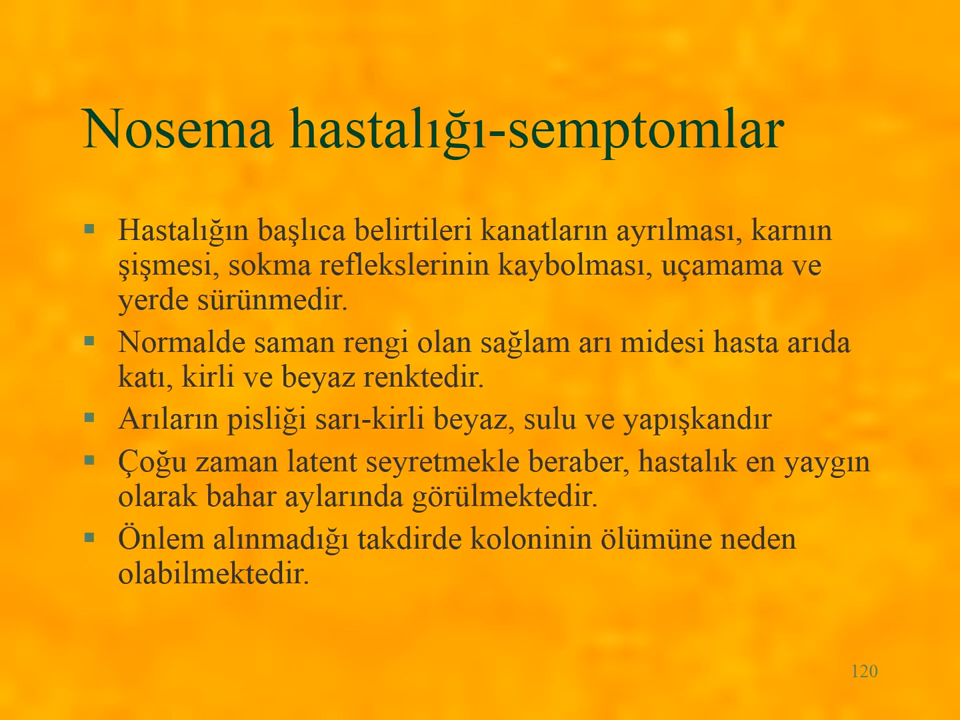 Nosema hastalığı-semptomlar
▪ Hastalığın başlıca belirtileri kanatların ayrılması, karnın
şişmesi, sokma reflekslerinin kaybolması, uçamama ve
yerde sürünmedir.
▪ Normalde saman rengi olan sağlam arı midesi hasta arıda
katı, kirli ve beyaz renktedir.
▪ Arıların pisliği sarı-kirli beyaz, sulu ve yapışkandır
▪ Çoğu zaman latent seyretmekle beraber, hastalık en yaygın
olarak bahar aylarında görülmektedir.
▪ Önlem alınmadığı takdirde koloninin ölümüne neden
olabilmektedir.
120